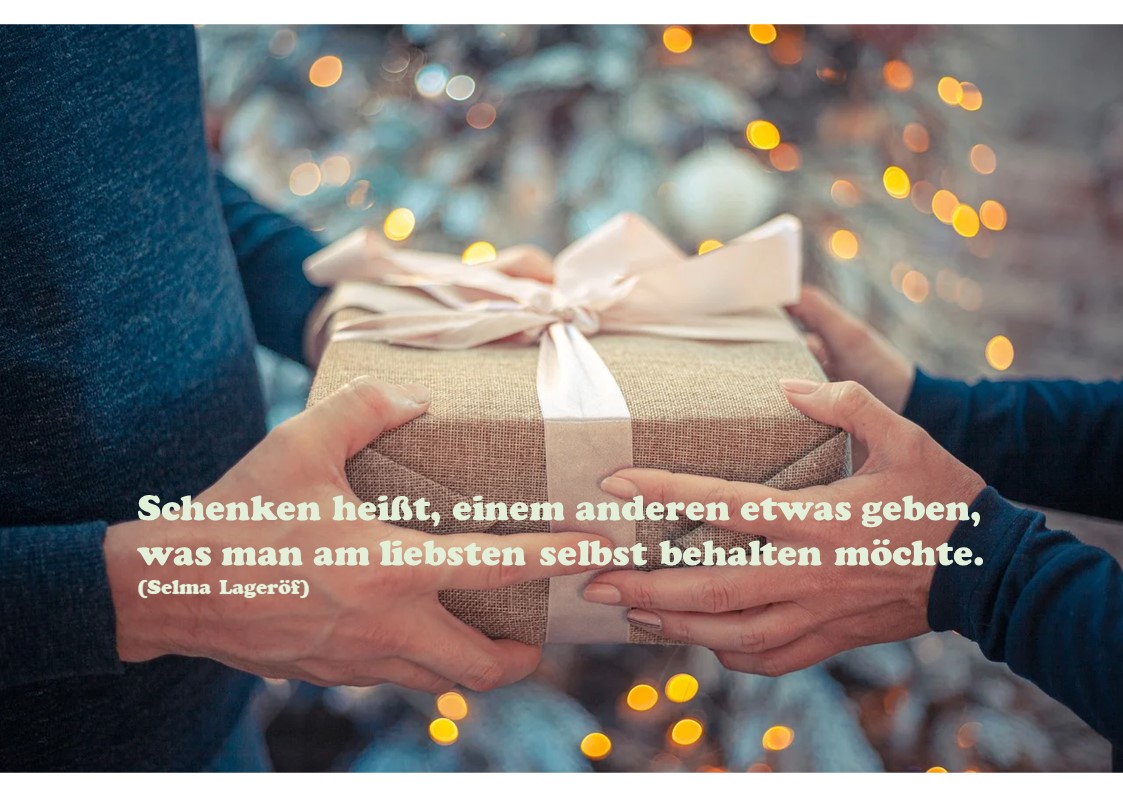 Schenken heißt, einem anderen etwas geben,
was man am liebsten selbst behalten möchte.
(Selma Lageröf)